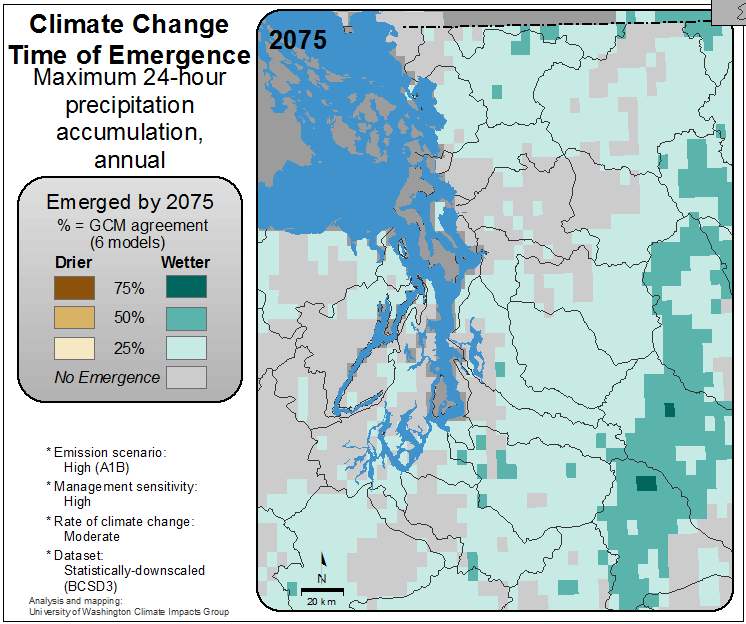 Climate Change
Time of Emergence
Maximum 24-hour
precipitation
accumulation,
annual
Emerged by 2075
% = GCM agreement
(6 models)
Drier Wetter
75%
50%
25%
No Emergence
* Emission scenario:
High (A1B)
* Management sensitivity:
High
* Rate of climate change:
Moderate
* Dataset:
Statistically-downscaled
(BCSD3)
Analysis and mapping:
University of Washington Climate Impacts Group
2075
N
20 km